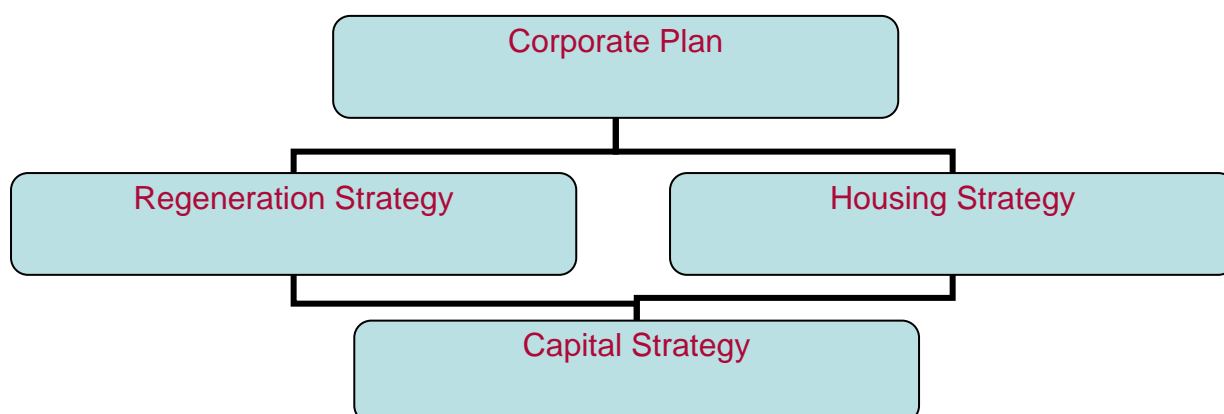 Corporate Plan
Regeneration Strategy
Housing Strategy
Capital Strategy